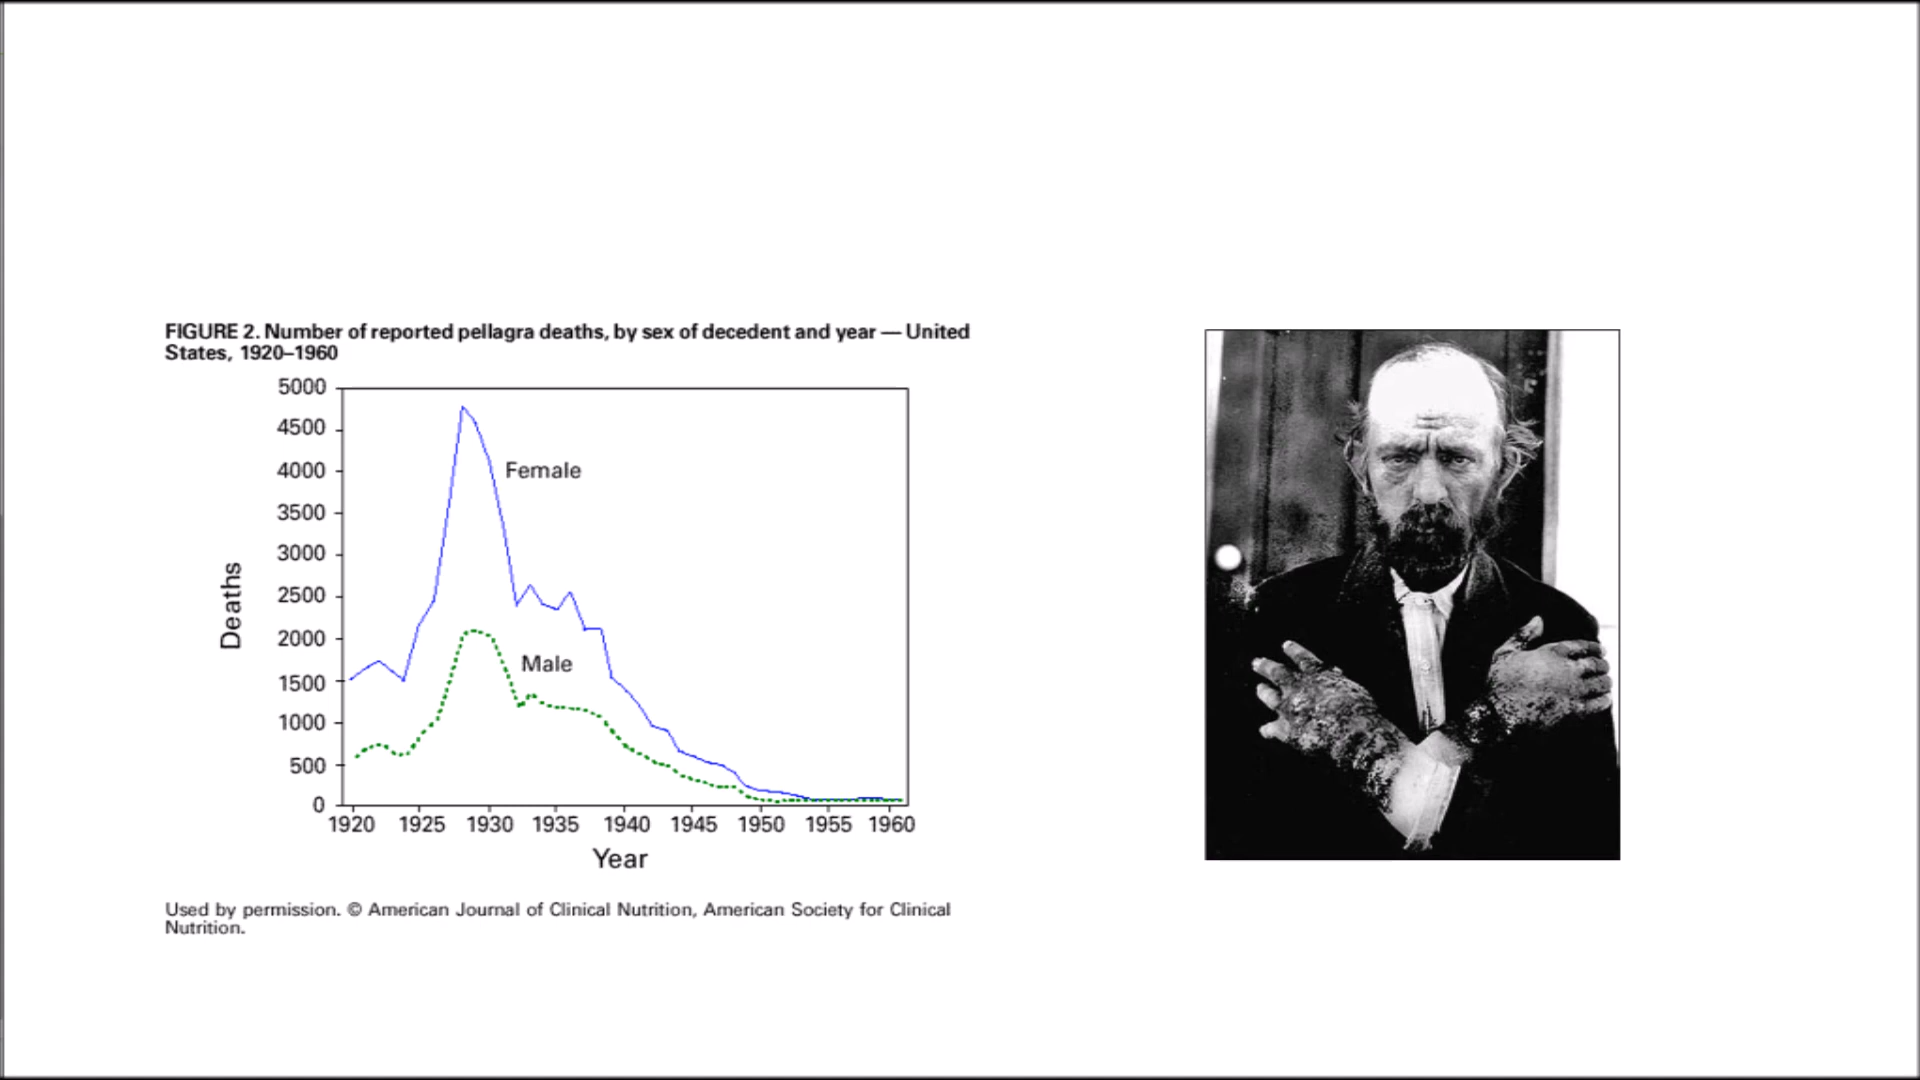 FIGURE 2. Number of reported pellagra deaths, by sex of decedent and year — United
States, 1920–1960
5000
4500
4000
3500
3000
2500
2000
1500
1000
500
0
Deaths
Female
Male
1920 1925 1930 1935 1940 1945 1950 1955 1960
Year
Used by permission. © American Journal of Clinical Nutrition, American Society for Clinical
Nutrition.